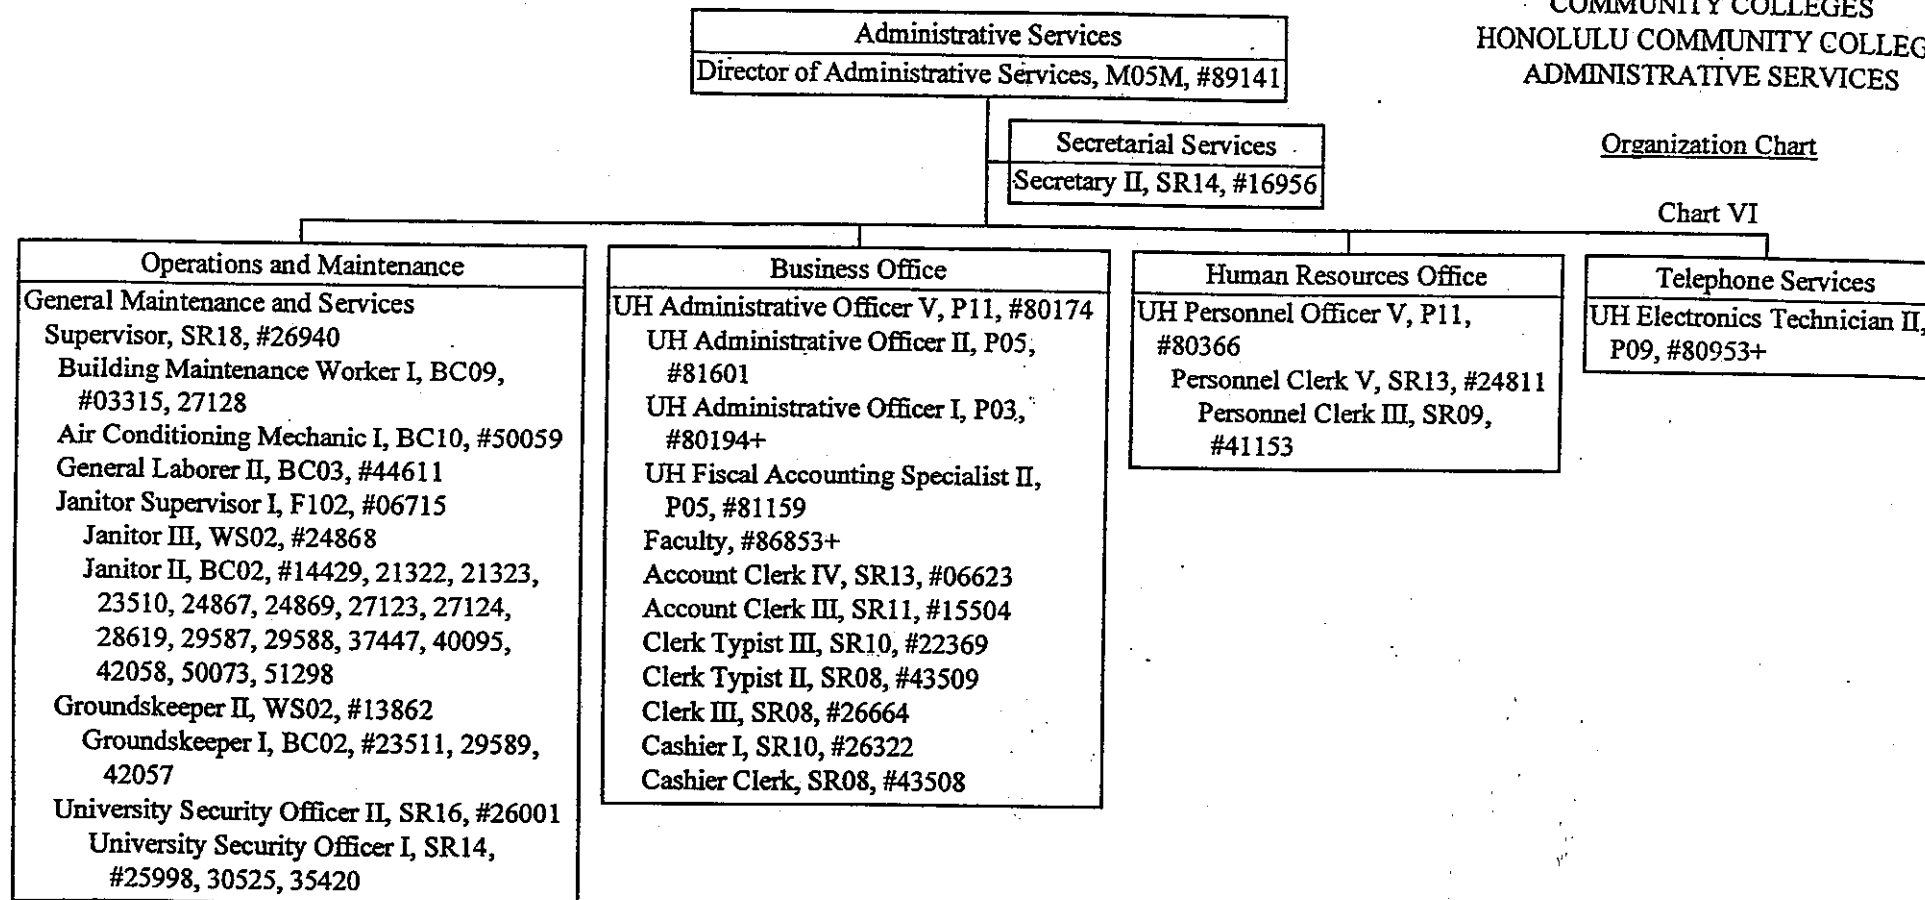 COMMUNITY COLLEGES
HONOLULU COMMUNITY COLLEG
ADMINISTRATIVE SERVICES
Organization Chart
Chart VI
Administrative Services
Director of Administrative Services, M05M, #89141
Secretarial Services
Secretary II, SR14, #16956
Operations and Maintenance
General Maintenance and Services
Supervisor, SR18, #26940
Building Maintenance Worker I, BC09,
#03315, 27128
Air Conditioning Mechanic I, BC10, #50059
General Laborer II, BC03, #44611
Janitor Supervisor I, F102, #06715
Janitor III, WS02, #24868
Janitor II, BC02, #14429, 21322, 21323,
23510, 24867, 24869, 27123, 27124,
28619, 29587, 29588, 37447, 40095,
42058, 50073, 51298
Groundskeeper II, WS02, #13862
Groundskeeper I, BC02, #23511, 29589,
42057
University Security Officer II, SR16, #26001
University Security Officer I, SR14,
#25998, 30525, 35420
Business Office
UH Administrative Officer V, P11, #80174
UH Administrative Officer II, P05,
#81601
UH Administrative Officer I, P03,
#80194+
UH Fiscal Accounting Specialist II,
P05, #81159
Faculty, #86853+
Account Clerk IV, SR13, #06623
Account Clerk III, SR11, #15504
Clerk Typist III, SR10, #22369
Clerk Typist II, SR08, #43509
Clerk III, SR08, #26664
Cashier I, SR10, #26322
Cashier Clerk, SR08, #43508
Human Resources Office
UH Personnel Officer V, P11,
#80366
Personnel Clerk V, SR13, #24811
Personnel Clerk III, SR09,
#41153
Telephone Services
UH Electronics Technician II,
P09, #80953+